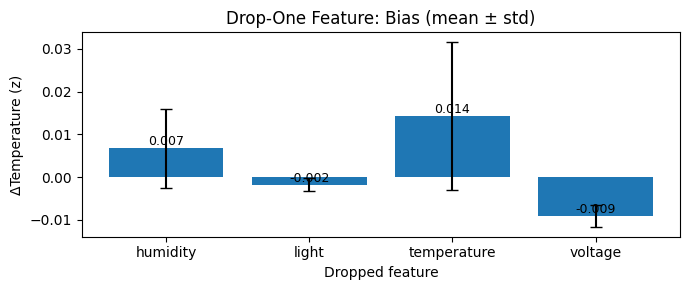 Drop-One Feature: Bias (mean ± std)
ΔTemperature (z)
0.03
0.02
0.01
0.00
−0.01
0.007
-0.002
0.014
-0.009
humidity light temperature voltage
Dropped feature